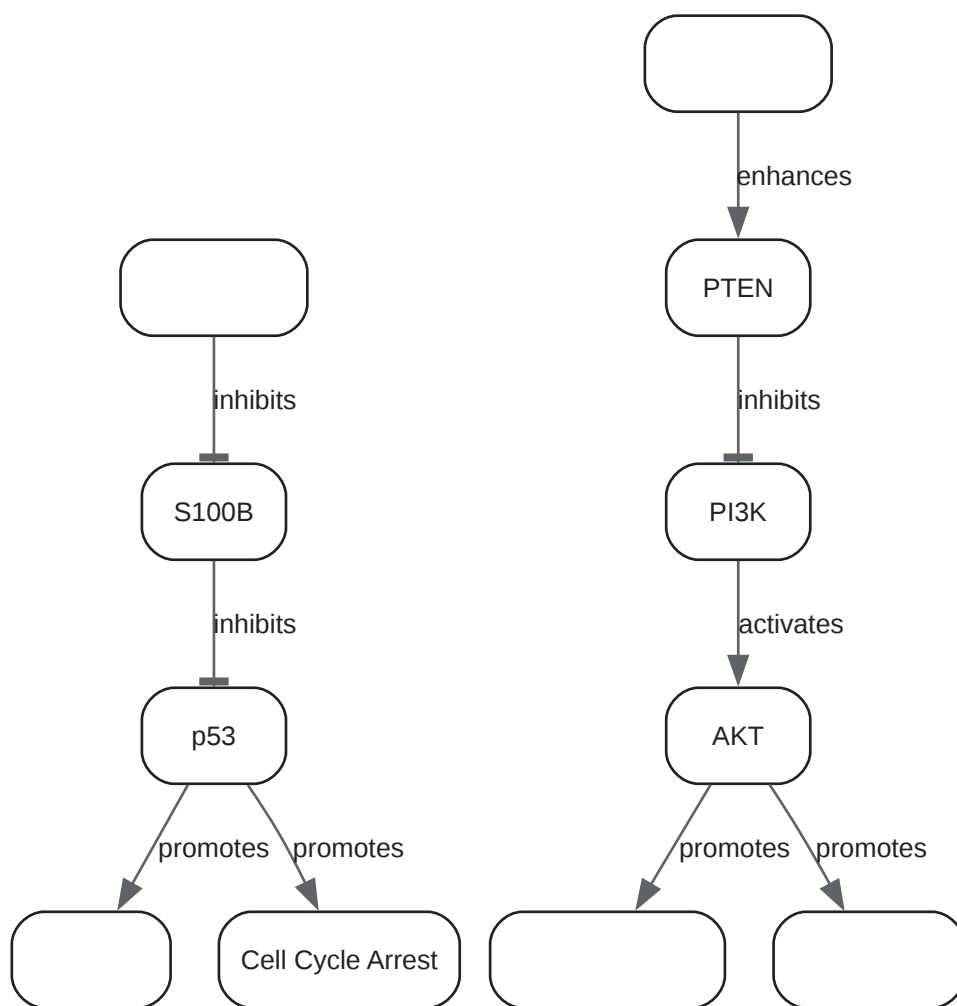 enhances
PTEN
inhibits
inhibits
S100B
PI3K
inhibits
activates
p53
AKT
promotes
promotes
promotes
promotes
Cell Cycle Arrest